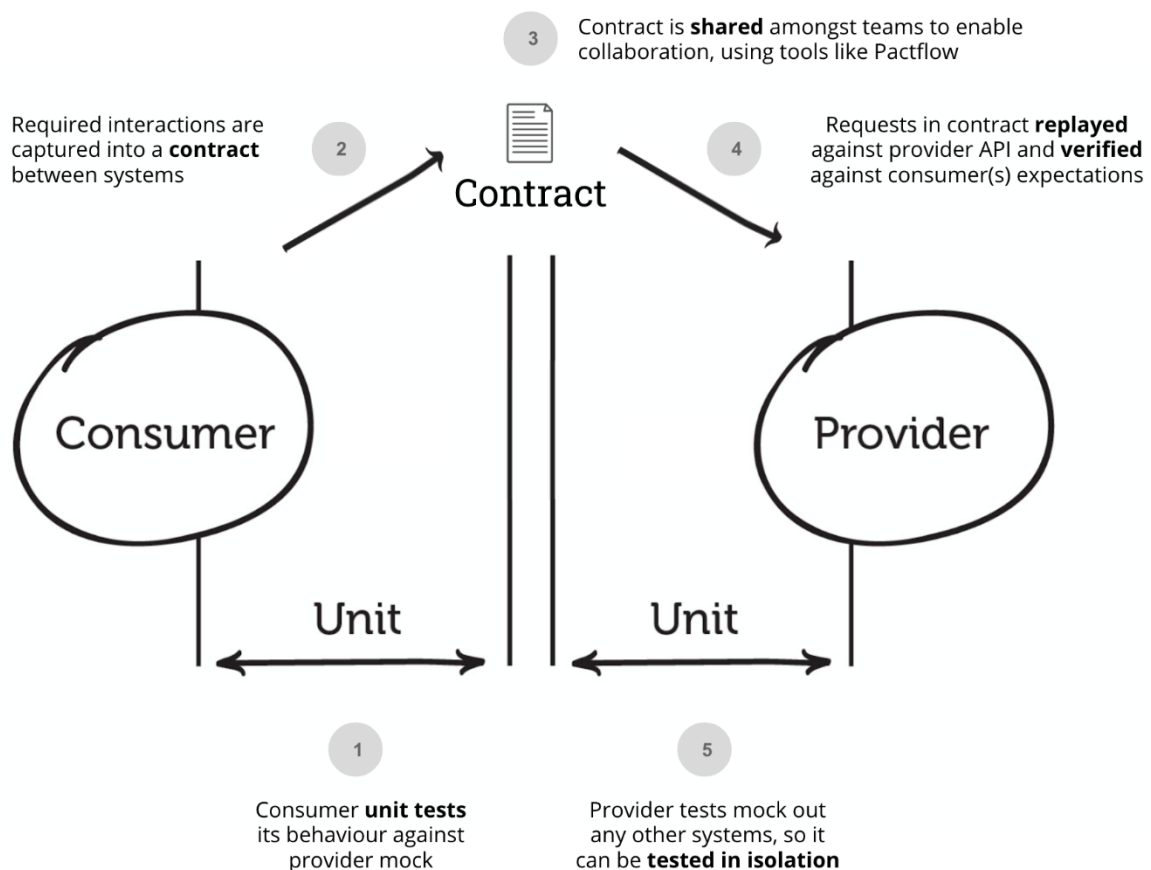 3
Contract is shared amongst teams to enable
collaboration, using tools like Pactflow
Required interactions are
captured into a contract
between systems
2
Contract
4
Requests in contract replayed
against provider API and verified
against consumer(s) expectations
Consumer
Provider
Unit
Unit
1
Consumer unit tests
its behaviour against
provider mock
5
Provider tests mock out
any other systems, so it
can be tested in isolation